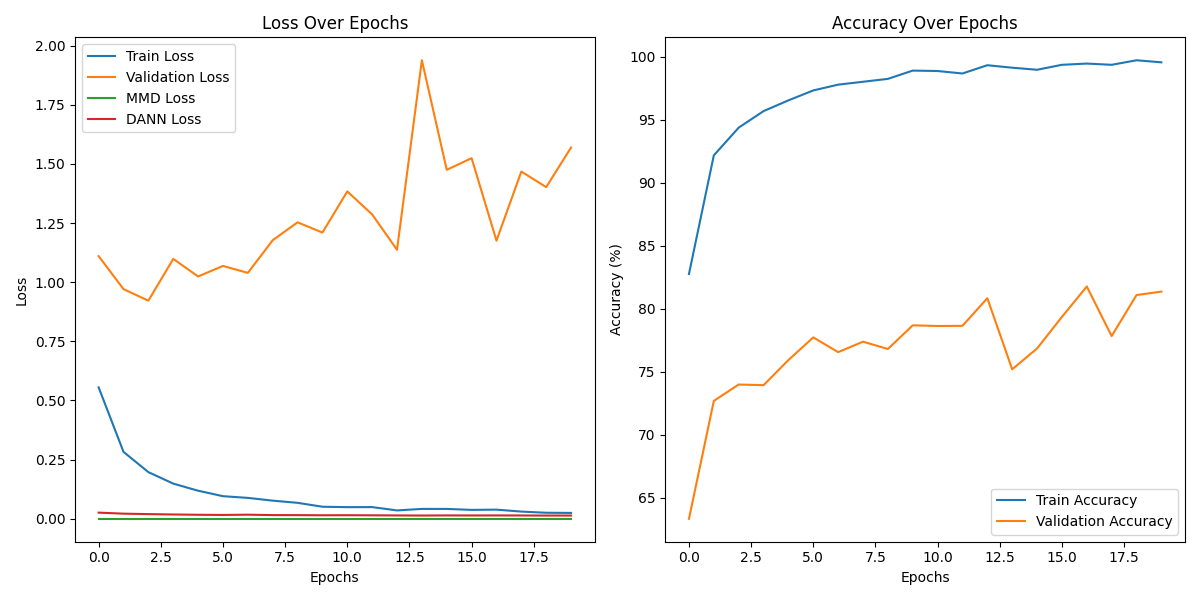 Loss Over Epochs
2.00
1.75
1.50
1.25
1.00
0.75
0.50
0.25
0.00
Loss
Train Loss
Validation Loss
MMD Loss
DANN Loss
0.0 2.5 5.0 7.5 10.0 12.5 15.0 17.5
Epochs
Accuracy Over Epochs
100
95
90
85
80
75
70
65
Accuracy (%)
Train Accuracy
Validation Accuracy
0.0 2.5 5.0 7.5 10.0 12.5 15.0 17.5
Epochs